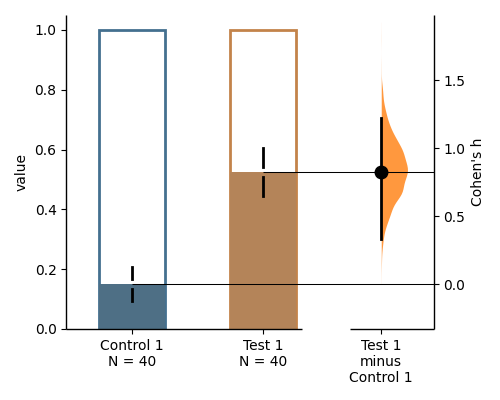 1.0
0.8
0.6
0.4
0.2
0.0
value
1.5
1.0
0.5
0.0
Cohen's h
Control 1
N = 40
Test 1
N = 40
Test 1
minus
Control 1